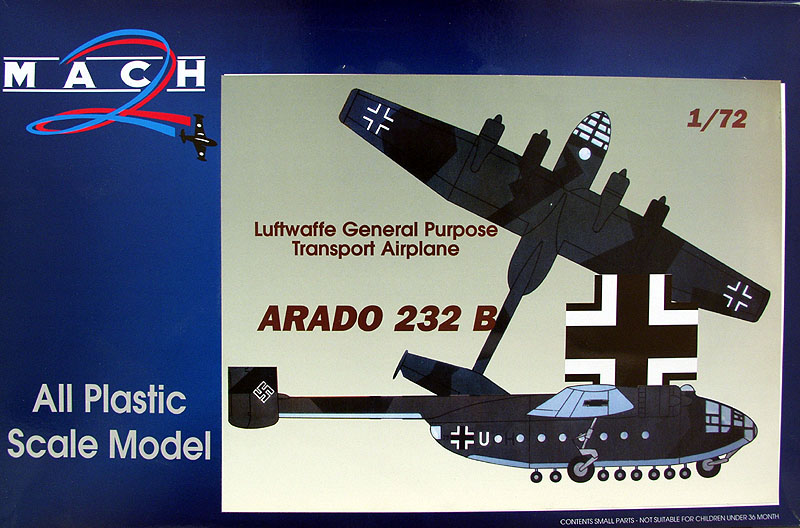 MACH
2
1/72
Luftwaffe General Purpose
Transport Airplane
ARADO 232 B
All Plastic
Scale Model
U H
CONTENTS SMALL PARTS - NOT SUITABLE FOR CHILDREN UNDER 36 MONTH